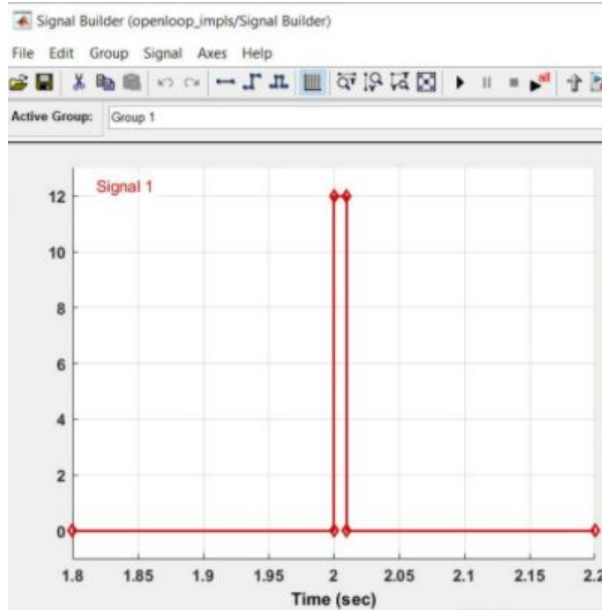 Signal Builder (openloop_impls/Signal Builder)
File Edit Group Signal Axes Help
Active Group: Group 1
Signal 1
12
10
8
6
4
2
0
1.8 1.85 1.9 1.95 2 2.05 2.1 2.15 2.2
Time (sec)